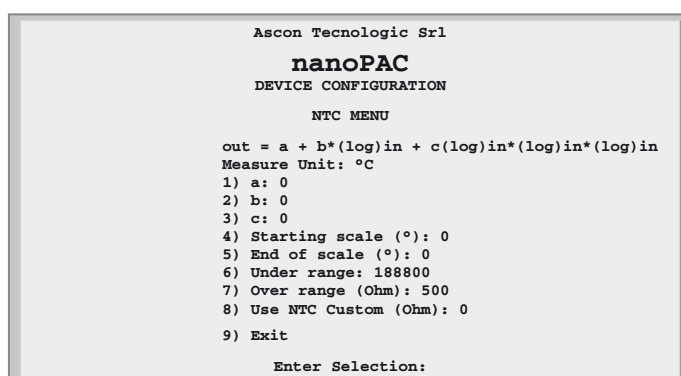 Ascon Tecnologic Srl
nanoPAC
DEVICE CONFIGURATION
NTC MENU
out = a + b*(log)in + c(log)in*(log)in*(log)in
Measure Unit: °C
1) a: 0
2) b: 0
3) c: 0
4) Starting scale (°): 0
5) End of scale (°): 0
6) Under range: 188800
7) Over range (Ohm): 500
8) Use NTC Custom (Ohm): 0
9) Exit
Enter Selection: